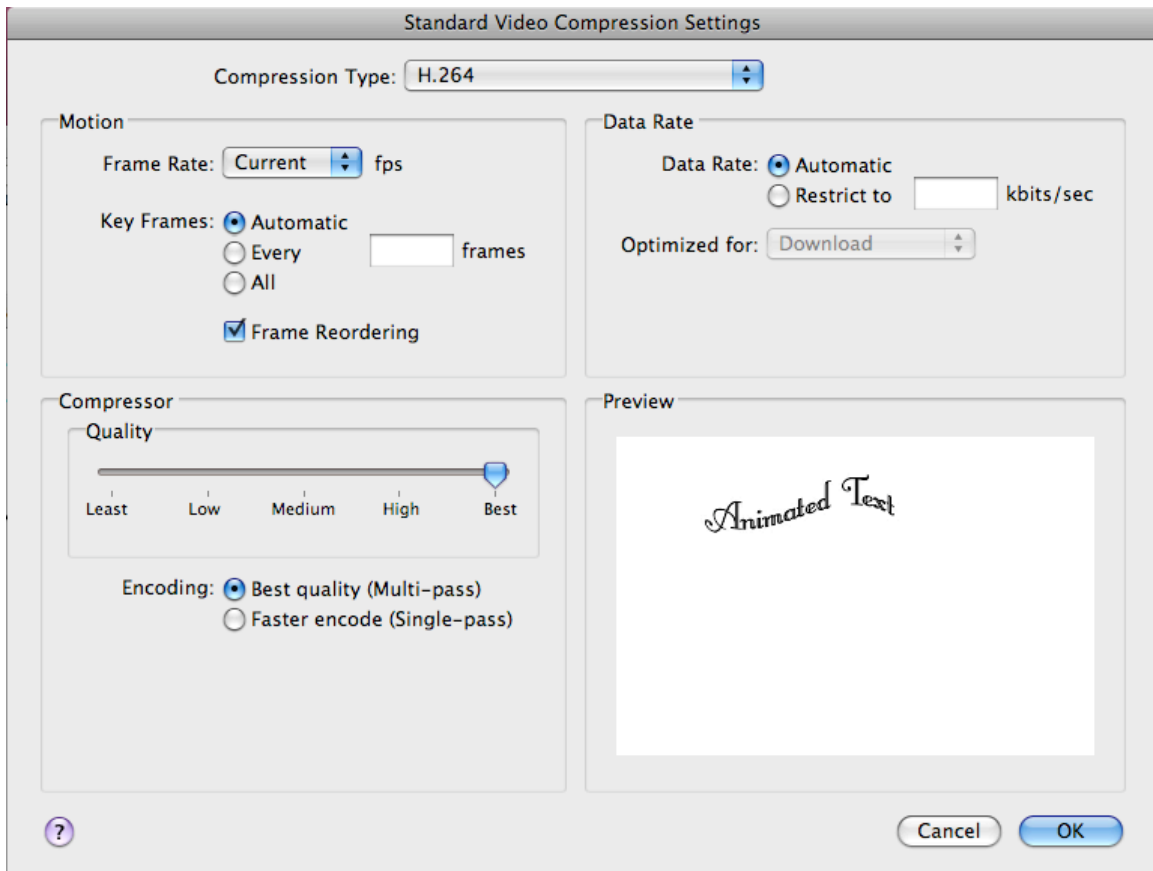 Standard Video Compression Settings
Compression Type: H.264
Motion
Frame Rate: Current fps
Key Frames: Automatic
Every frames
All
Frame Reordering
Data Rate
Data Rate: Automatic
Restrict to kbits/sec
Optimized for: Download
Compressor
Quality
Least Low Medium High Best
Encoding: Best quality (Multi-pass)
Faster encode (Single-pass)
Preview
Animated Text
?
Cancel OK